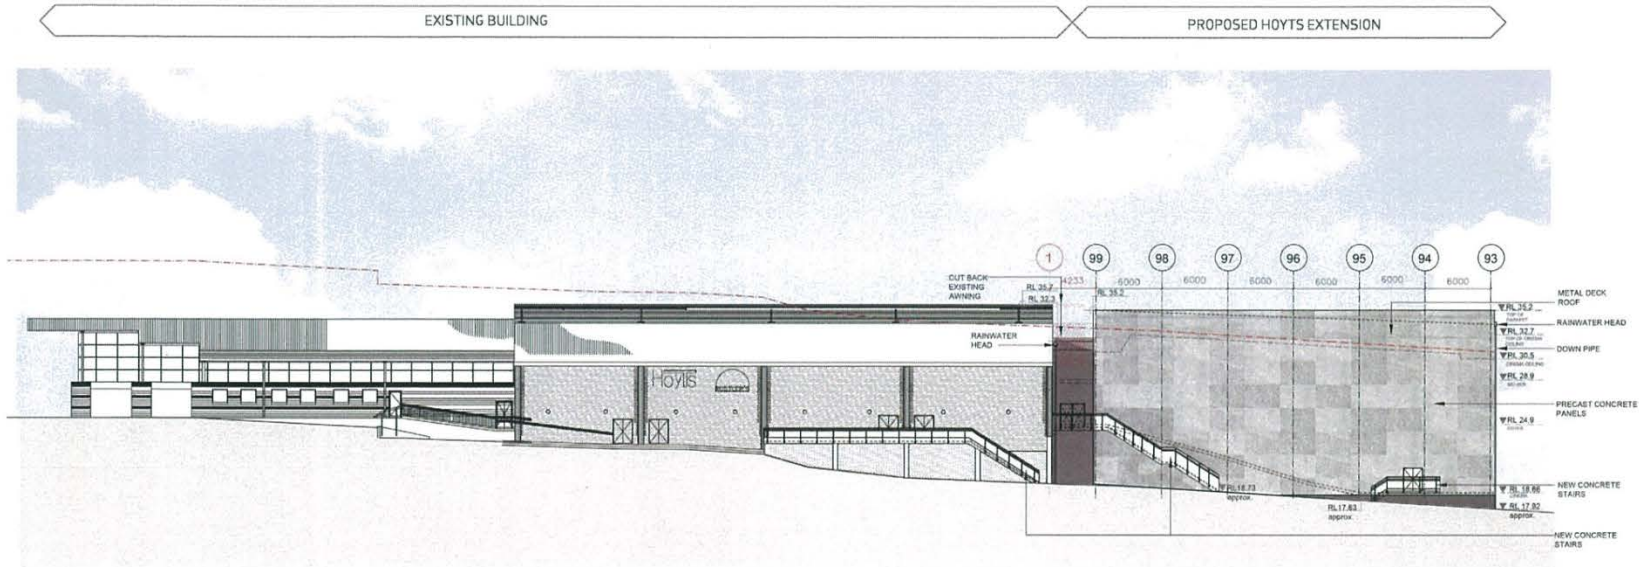 EXISTING BUILDING
PROPOSED HOYTS EXTENSION
1
99
98
97
96
95
94
93
CUT BACK
EXISTING
AWNING
4233
6000
6000
6000
6000
6000
6000
RL 35.7
RL 35.2
RL 32.3
METAL DECK
ROOF
RL 35.2
TOP OF
PARAPET
RAINWATER HEAD
RL 32.7
RAINWATER
HEAD
DOWN PIPE
RL 30.5
Hoyts
RL 28.9
PRECAST CONCRETE
PANELS
RL 24.9
NEW CONCRETE
STAIRS
RL 18.73
approx.
RL 18.66
RL 17.63
approx.
RL 17.92
approx.
NEW CONCRETE
STAIRS